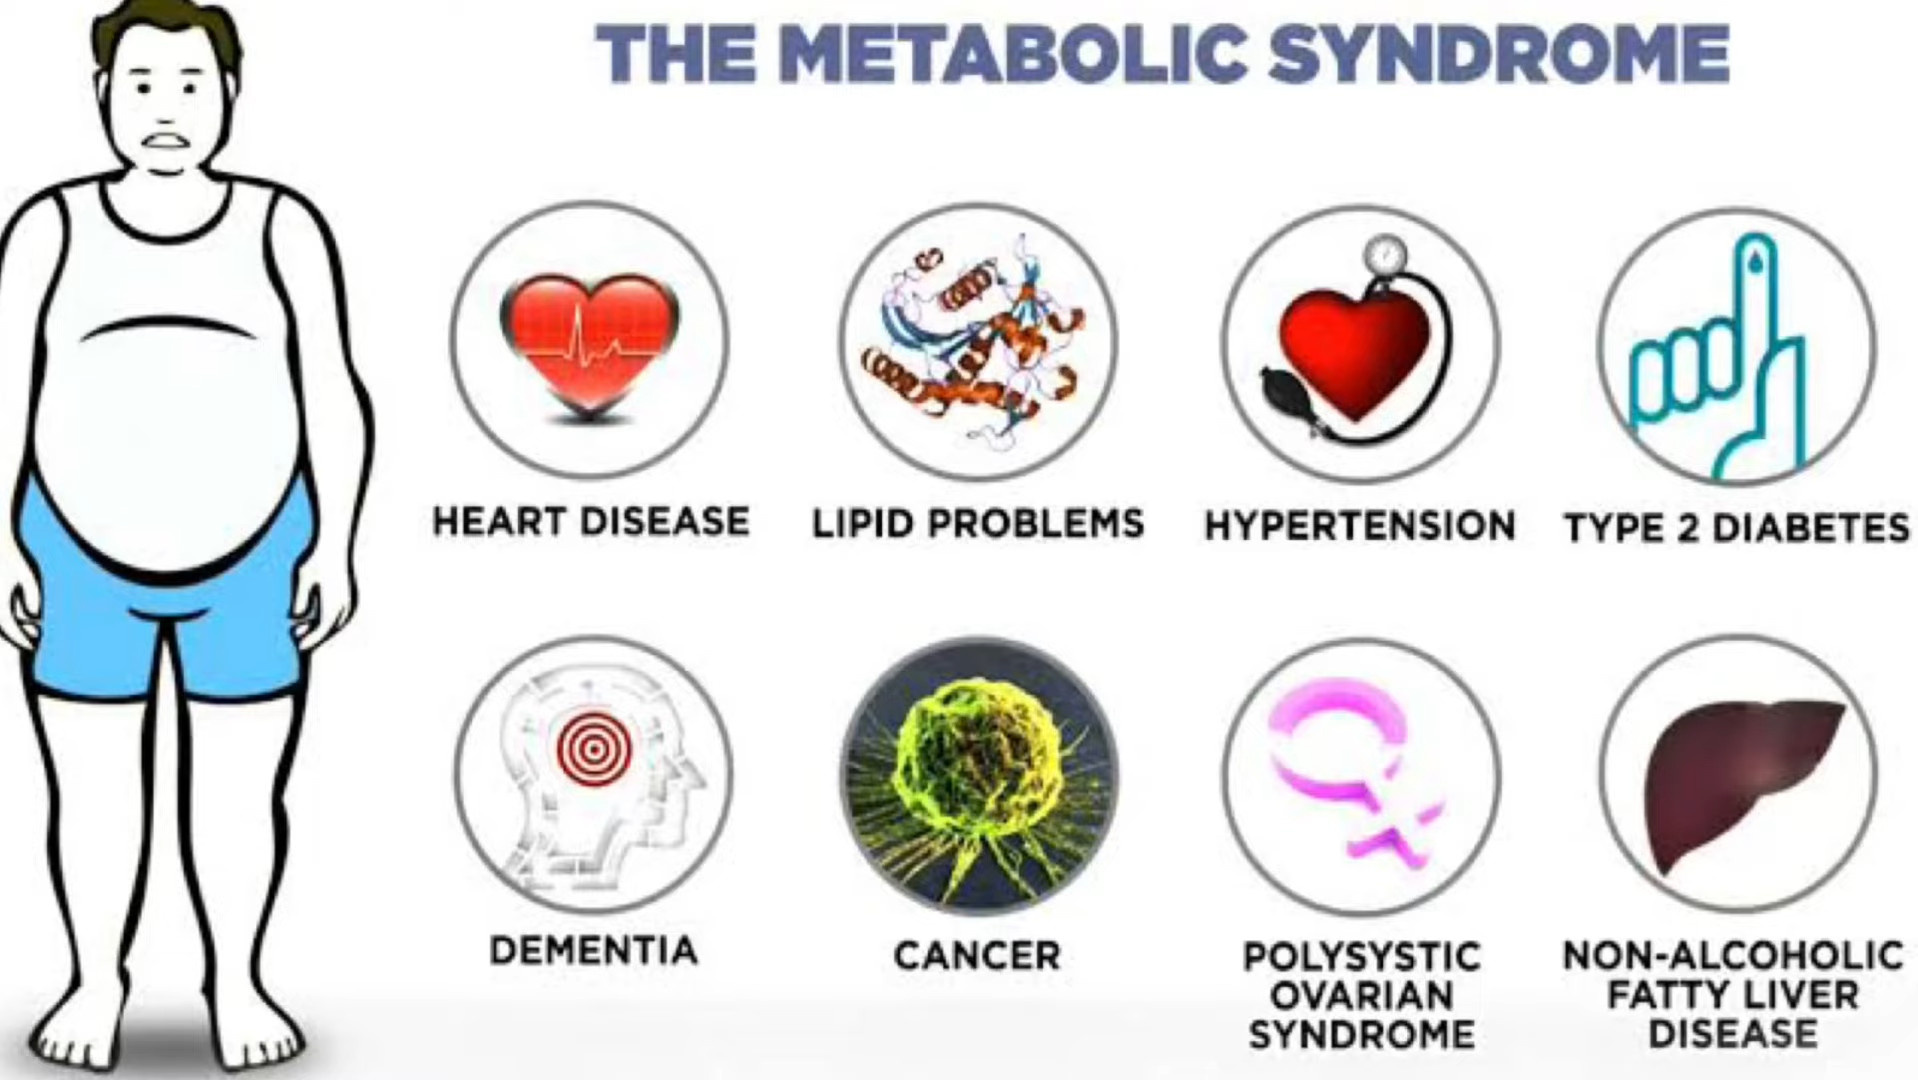 THE METABOLIC SYNDROME
HEART DISEASE
LIPID PROBLEMS
HYPERTENSION
TYPE 2 DIABETES
DEMENTIA
CANCER
POLYSYSTIC
OVARIAN
SYNDROME
NON-ALCOHOLIC
FATTY LIVER
DISEASE